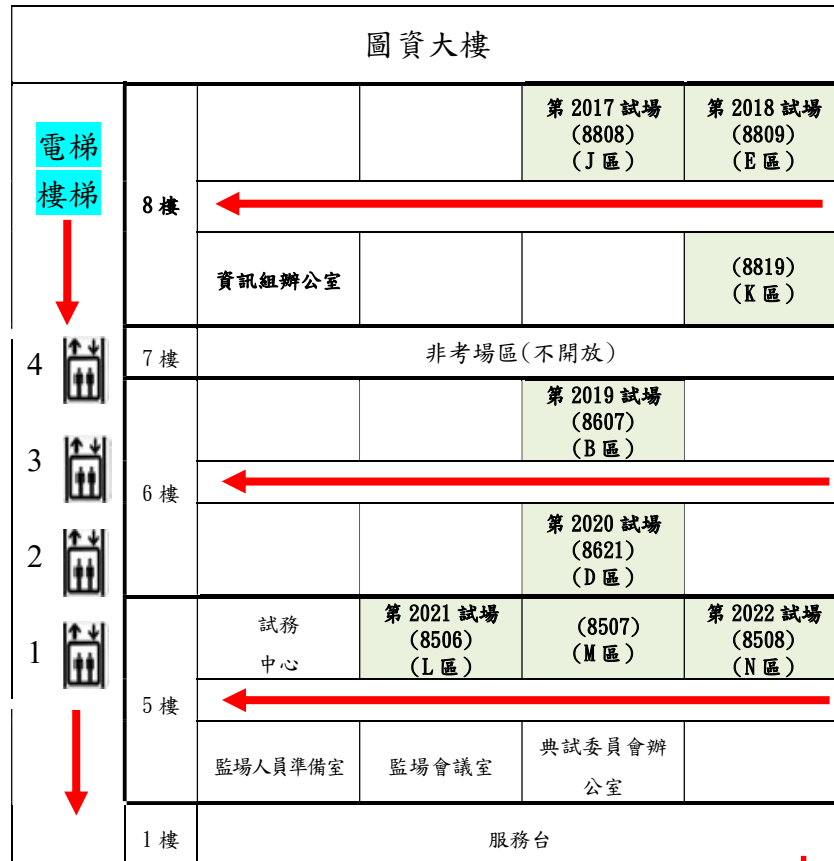 圖資大樓
電梯
樓梯
8樓
第 2017 試場
(8808)
(J 區)
第 2018 試場
(8809)
(E 區)
資訊組辦公室
(8819)
(K 區)
4
7 樓
非考場區(不開放)
3
6 樓
第 2019 試場
(8607)
(B 區)
2
第 2020 試場
(8621)
(D 區)
1
5 樓
試務
中心
第 2021 試場
(8506)
(L 區)
(8507)
(M 區)
第 2022 試場
(8508)
(N 區)
監場人員準備室
監場會議室
典試委員會辦
公室
1 樓
服務台